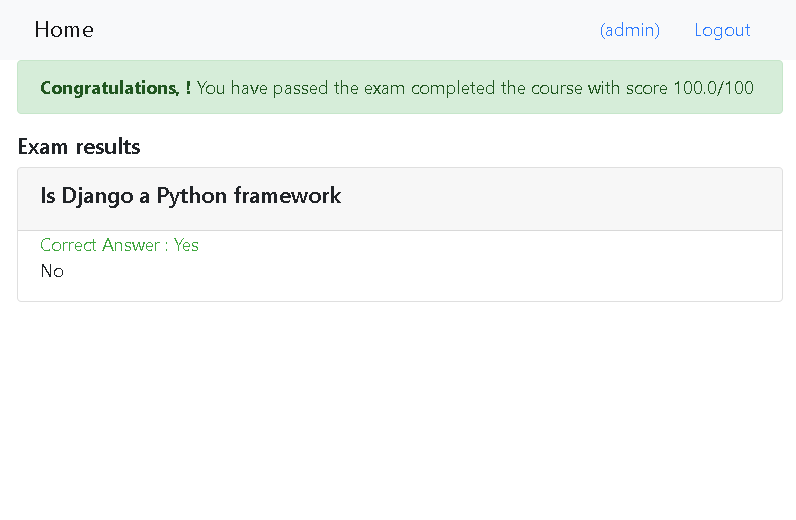 Home (admin) Logout
Congratulations, ! You have passed the exam completed the course with score 100.0/100
Exam results
Is Django a Python framework
Correct Answer : Yes
No